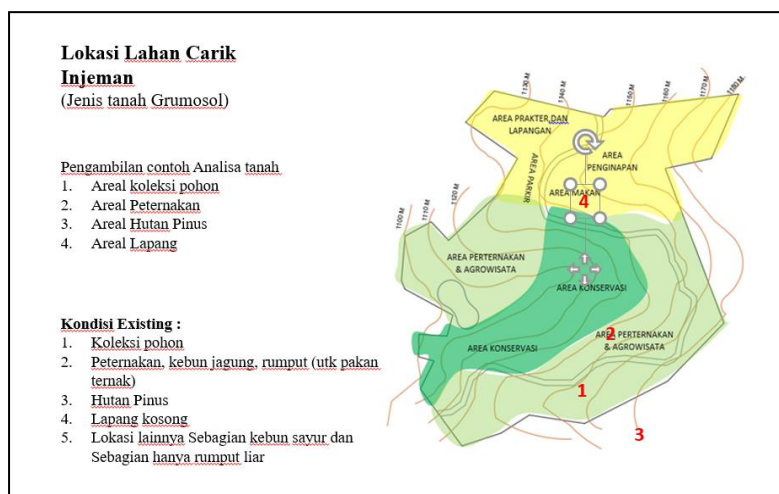 Lokasi Lahan Carik
Injeman
(Jenis tanah Grumosol)
Pengambilan contoh Analisa tanah
1. Areal koleksi pohon
2. Areal Peternakan
3. Areal Hutan Pinus
4. Areal Lapang
Kondisi Existing :
1. Koleksi pohon
2. Peternakan, kebun jagung, rumput (utk pakan
ternak)
3. Hutan Pinus
4. Lapang kosong
5. Lokasi lainnya Sebagian kebun sayur dan
Sebagian hanya rumput liar
1130 M
1140 M
1150 M
1160 M
1170 M
1180 M
AREA PRAKTER DAN
LAPANGAN
AREA
PENGINAPAN
AREA PARKIR
AREA MAKAN
4
1100 M
1110 M
1120 M
AREA PERTERNAKAN
& AGROWISATA
AREA KONSERVASI
AREA KONSERVASI
2
AREA PERTERNAKAN
& AGROWISATA
1
3